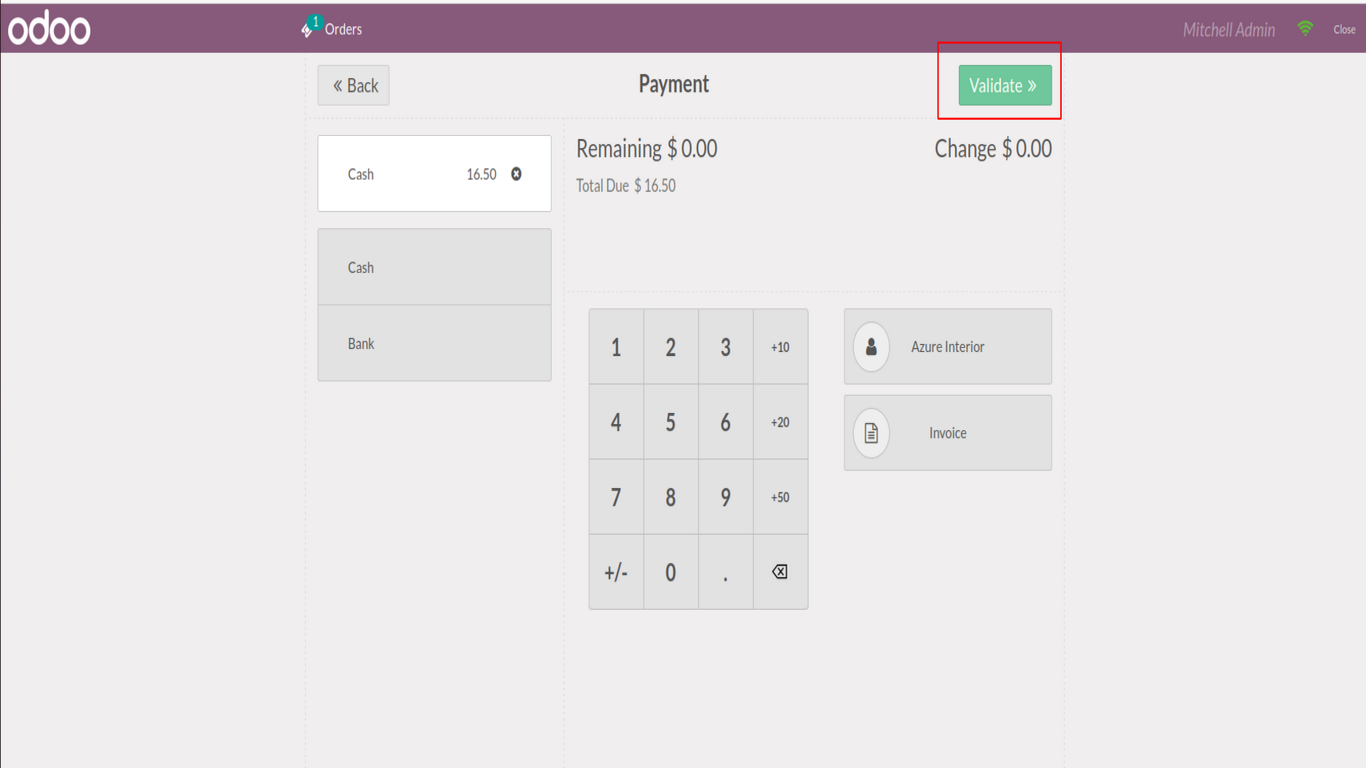 odoo
1
Orders
Mitchell Admin
Close
« Back
Payment
Validate »
Cash 16.50
Remaining $ 0.00
Change $ 0.00
Total Due $ 16.50
Cash
Bank
1 2 3 +10
4 5 6 +20
7 8 9 +50
+/- 0 .
Azure Interior
Invoice